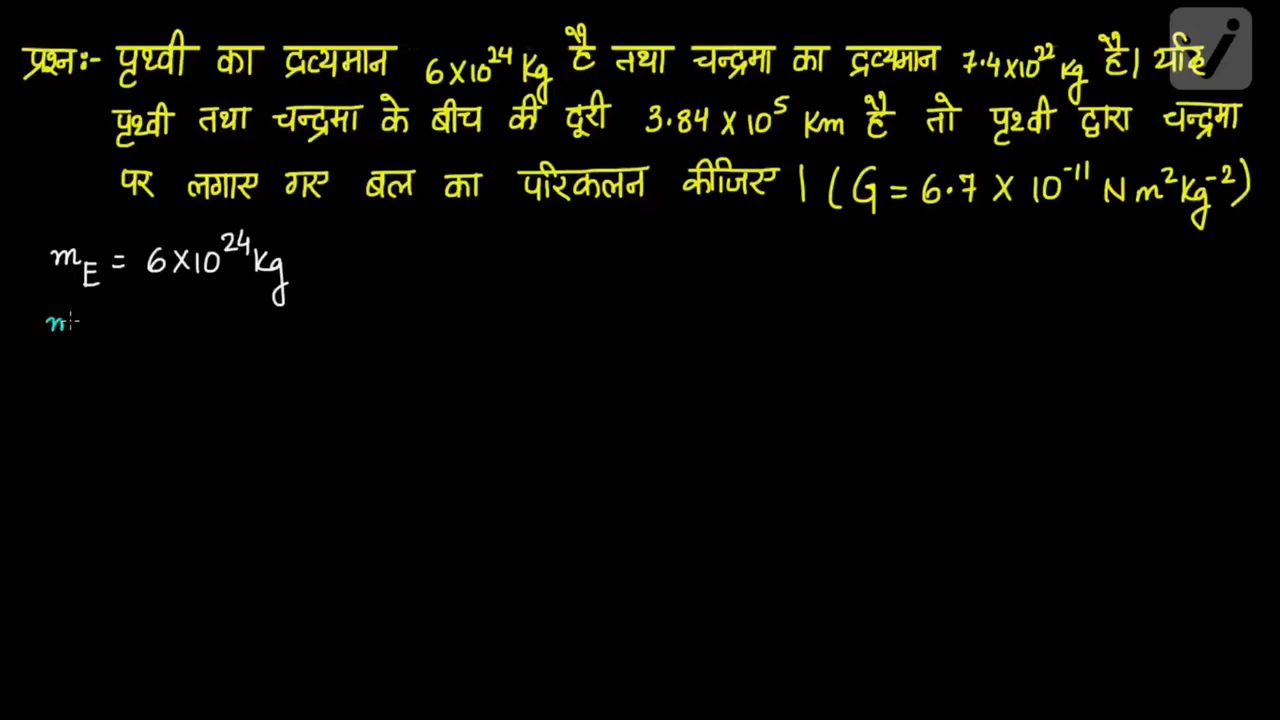 प्रश्न:- पृथ्वी का द्रव्यमान 6×10²⁴ Kg है तथा चन्द्रमा का द्रव्यमान 7.4×10²² Kg है। यदि
पृथ्वी तथा चन्द्रमा के बीच की दूरी 3.84 × 10⁵ Km है तो पृथ्वी द्वारा चन्द्रमा
पर लगाए गए बल का परिकलन कीजिए | (G = 6.7 × 10⁻¹¹ N m² Kg⁻²)
m_E = 6×10²⁴ Kg